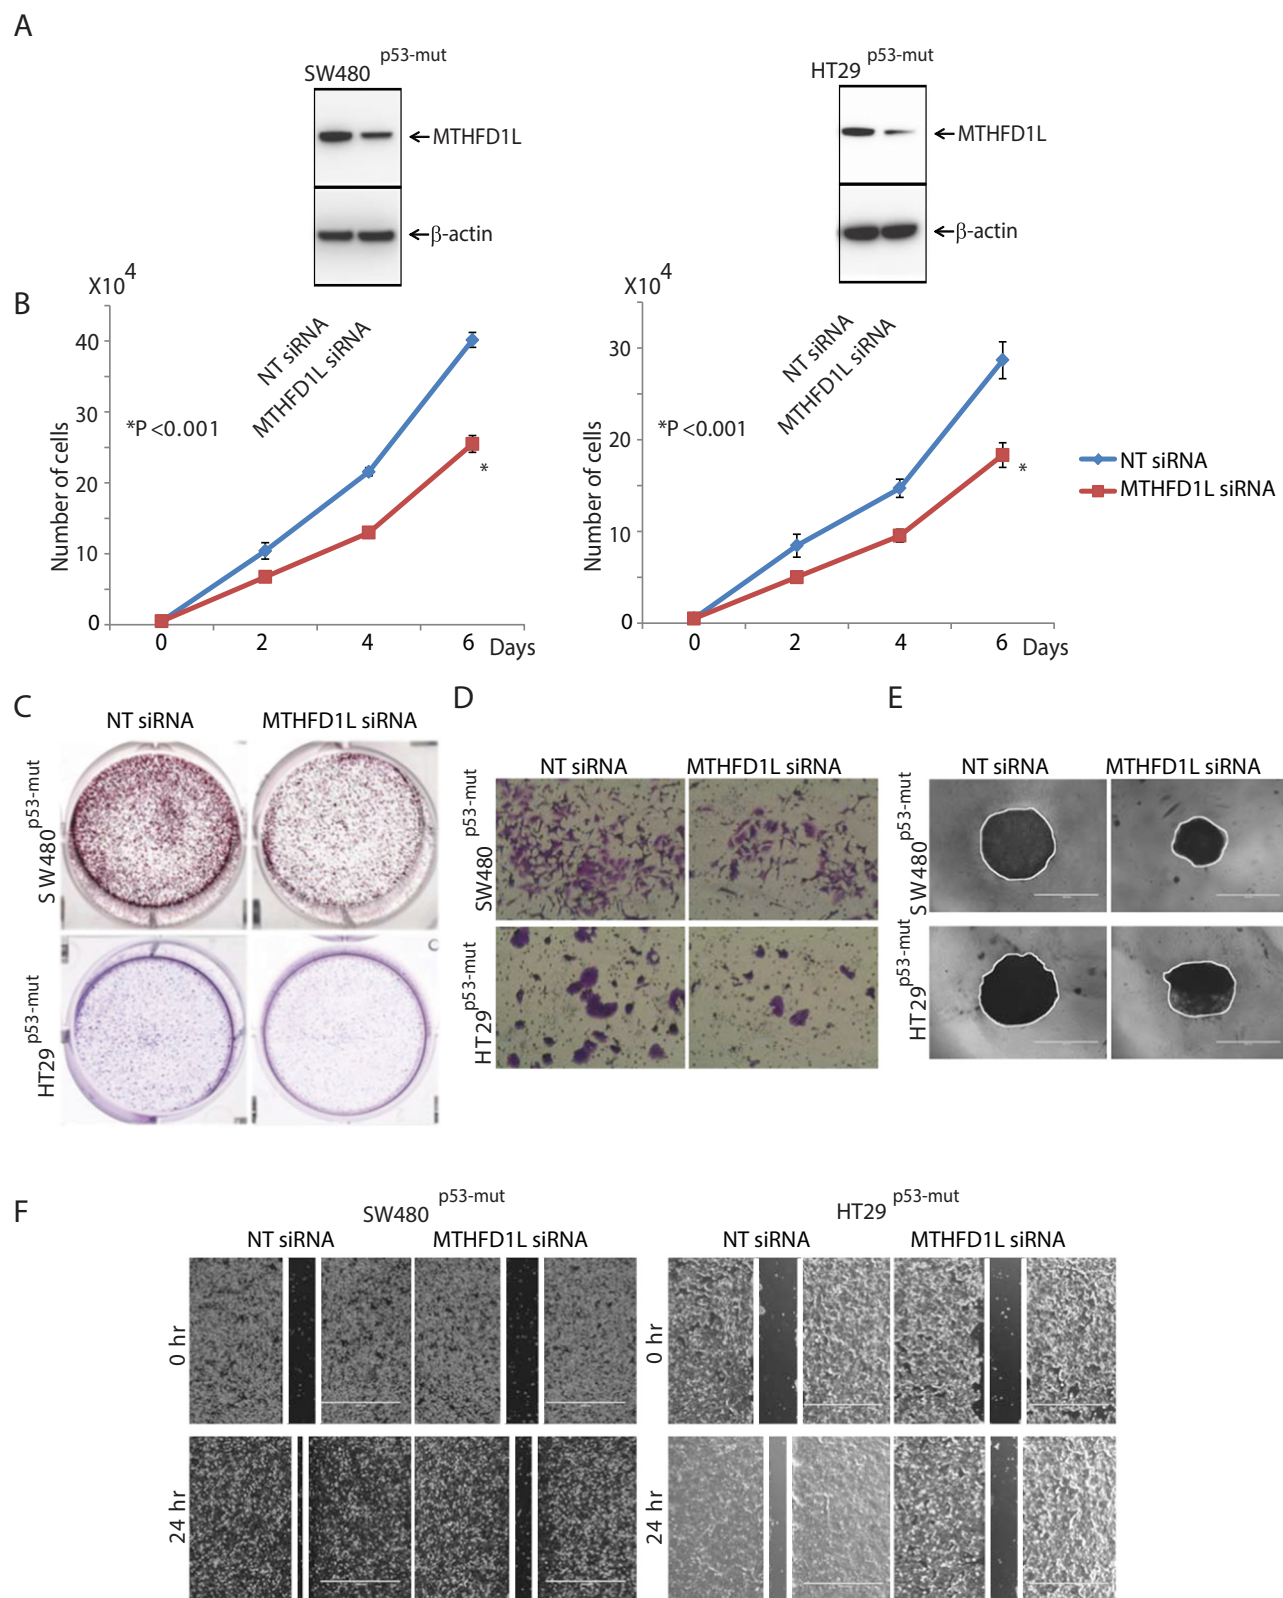 A
SW480 p53-mut
HT29 p53-mut
MTHFD1L
MTHFD1L
β-actin
β-actin
B
X10 4
40
30
20
10
0
Number of cells
*P <0.001
NT siRNA
MTHFD1L siRNA
*
0 2 4 6 Days
X10 4
30
20
10
0
Number of cells
*P <0.001
NT siRNA
MTHFD1L siRNA
*
0 2 4 6 Days
NT siRNA
MTHFD1L siRNA
C
NT siRNA MTHFD1L siRNA
SW480 p53-mut
HT29 p53-mut
D
NT siRNA MTHFD1L siRNA
SW480 p53-mut
HT29 p53-mut
E
NT siRNA MTHFD1L siRNA
SW480 p53-mut
HT29 p53-mut
F
SW480 p53-mut
HT29 p53-mut
NT siRNA MTHFD1L siRNA
NT siRNA MTHFD1L siRNA
0 hr
0 hr
24 hr
24 hr